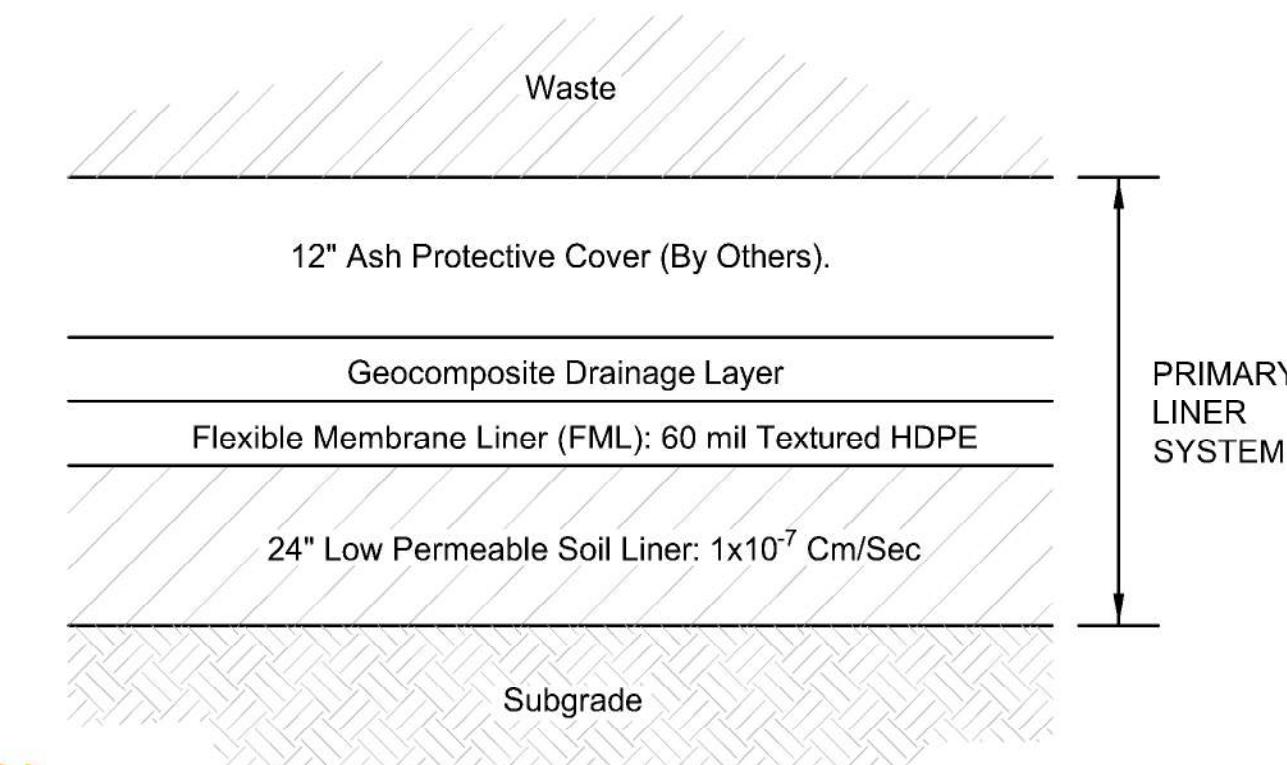 Waste
12" Ash Protective Cover (By Others).
Geocomposite Drainage Layer
Flexible Membrane Liner (FML): 60 mil Textured HDPE
24" Low Permeable Soil Liner: 1x10⁻⁷ Cm/Sec
Subgrade
PRIMARY
LINER
SYSTEM